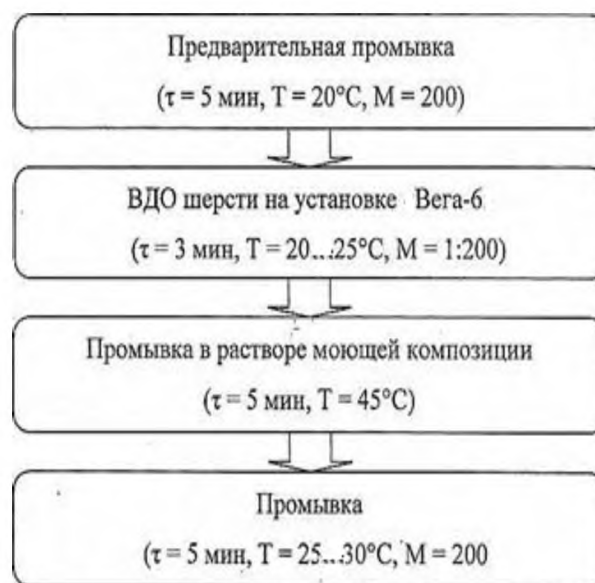 Предварительная промывка
(τ = 5 мин, T = 20°C, M = 200)
ВДО шерсти на установке Вега-6
(τ = 3 мин, T = 20...25°C, M = 1:200)
Промывка в растворе моющей композиции
(τ = 5 мин, T = 45°C)
Промывка
(τ = 5 мин, T = 25...30°C, M = 200